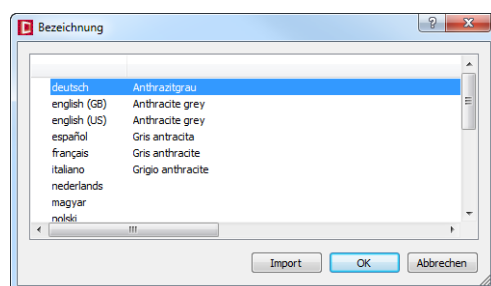 Bezeichnung
deutsch Anthrazitgrau
english (GB) Anthracite grey
english (US) Anthracite grey
español Gris antracita
français Gris anthracite
italiano Grigio anthracite
nederlands
magyar
polski
Import OK Abbrechen